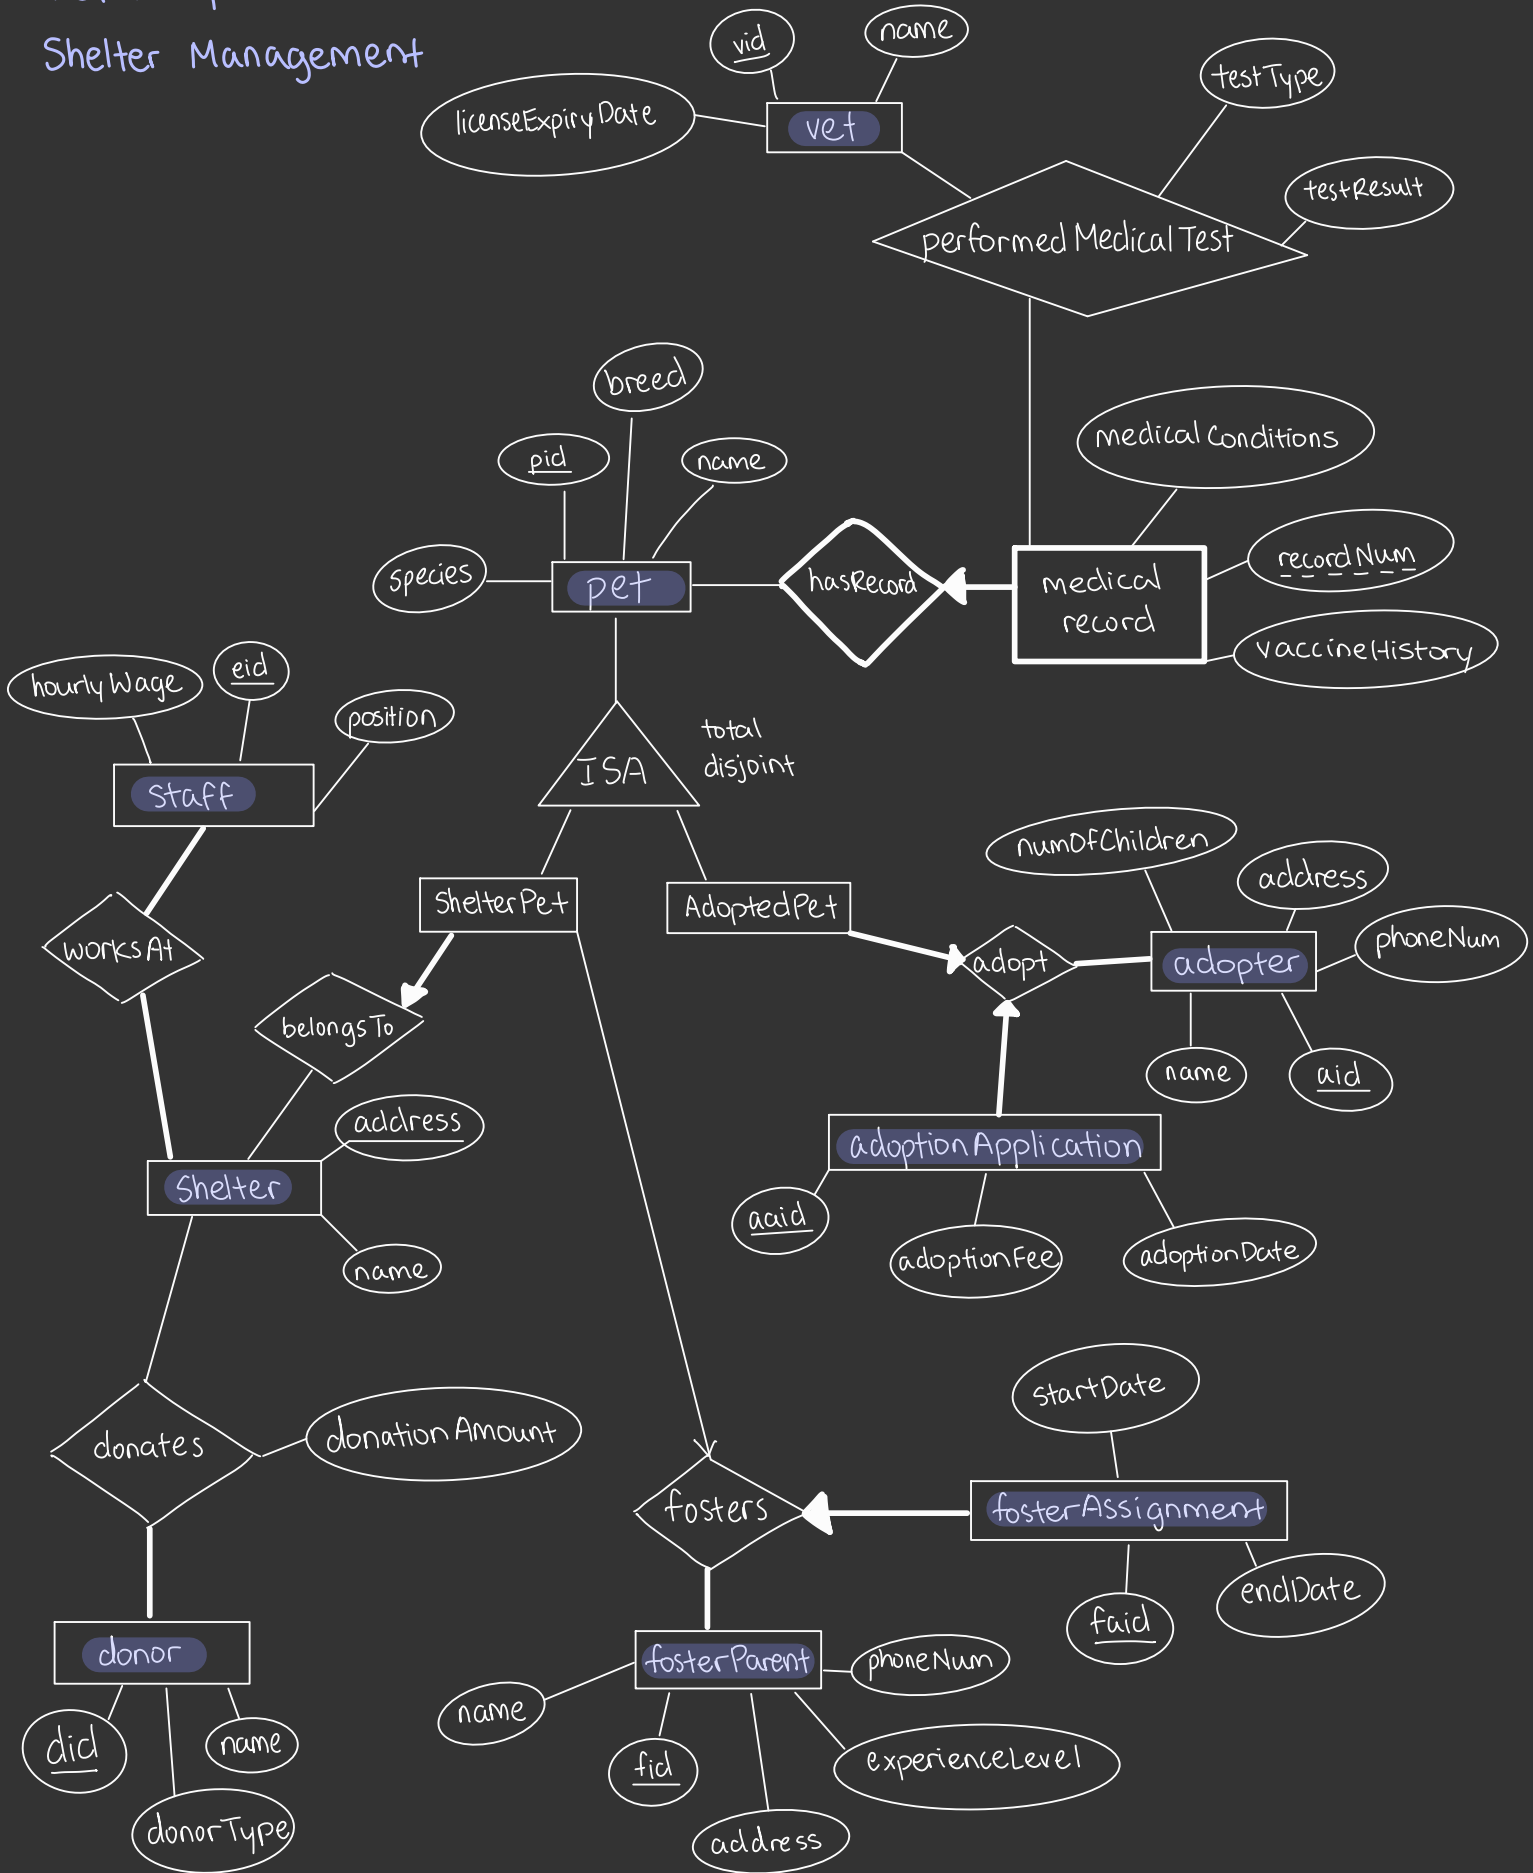 Shelter Management
vid
name
licenseExpiryDate
vet
testType
testResult
performed Medical Test
breed
pid
name
species
pet
hasRecord
medical Conditions
medical
record
recordNum
vaccineHistory
hourlyWage
eid
position
staff
ISA
total
disjoint
worksAt
ShelterPet
AdoptedPet
belongsTo
adopt
numOfChildren
address
phoneNum
adopter
name
aid
adoptionApplication
aaid
adoptionFee
adoptionDate
address
Shelter
name
donates
donation Amount
donor
did
name
donorType
fosters
startDate
fosterAssignment
faid
endDate
fosterParent
phoneNum
name
fid
experienceLevel
address